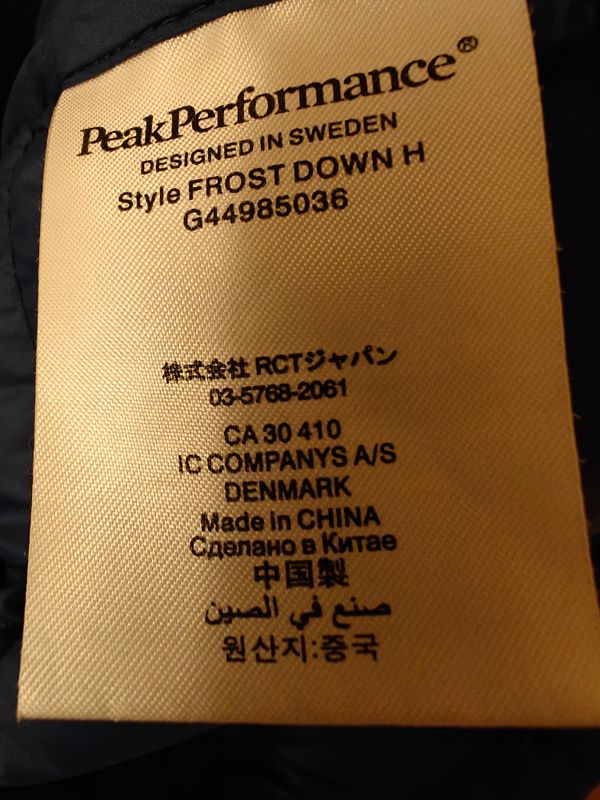 PeakPerformance®
DESIGNED IN SWEDEN
Style FROST DOWN H
G44985036
株式会社 RCTジャパン
03-5768-2061
CA 30 410
IC COMPANYS A/S
DENMARK
Made in CHINA
Сделано в Китае
中国製
صنع في الصين
원산지:중국